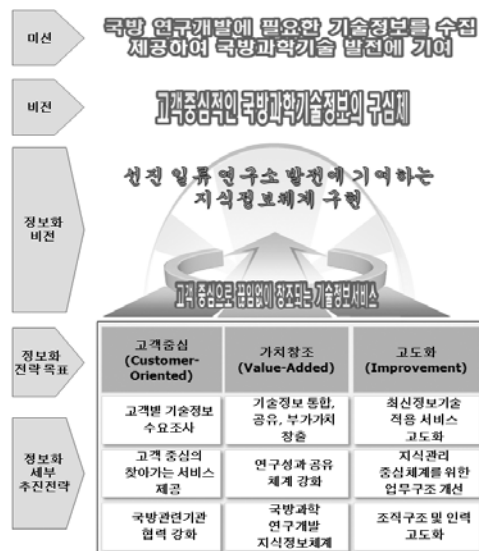 미션
국방 연구개발에 필요한 기술정보를 수집
제공하여 국방과학기술 발전에 기여
비전
고객중심적인 국방과학기술정보의 구심체
정보화
비전
선진 일류 연구소 발전에 기여하는
지식정보체계 구현
고객 중심으로 끊임없이 창조되는 기술정보서비스
정보화
전략 목표
고객중심
(Customer-
Oriented)
가치창조
(Value-Added)
고도화
(Improvement)
정보화
세부
추진전략
고객별 기술정보
수요조사
기술정보 통합,
공유, 부가가치
창출
최신정보기술
적용 서비스
고도화
고객 중심의
찾아가는 서비스
제공
연구성과 공유
체계 강화
지식관리
중심체계를 위한
업무구조 개선
국방관련기관
협력 강화
국방과학
연구개발
지식정보체계
조직구조 및 인력
고도화